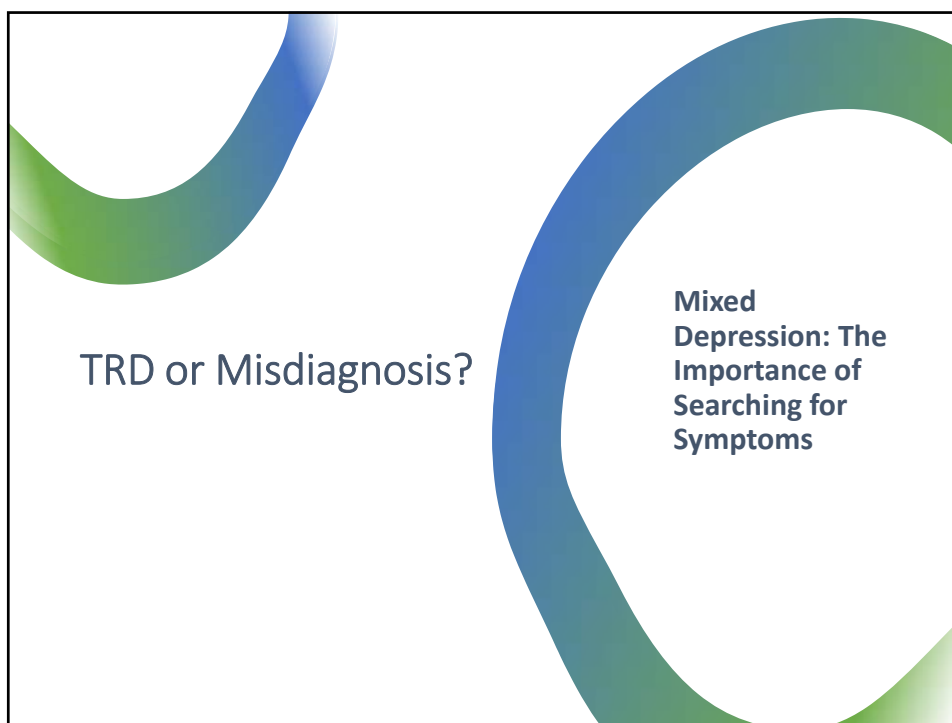 TRD or Misdiagnosis?
Mixed
Depression: The
Importance of
Searching for
Symptoms